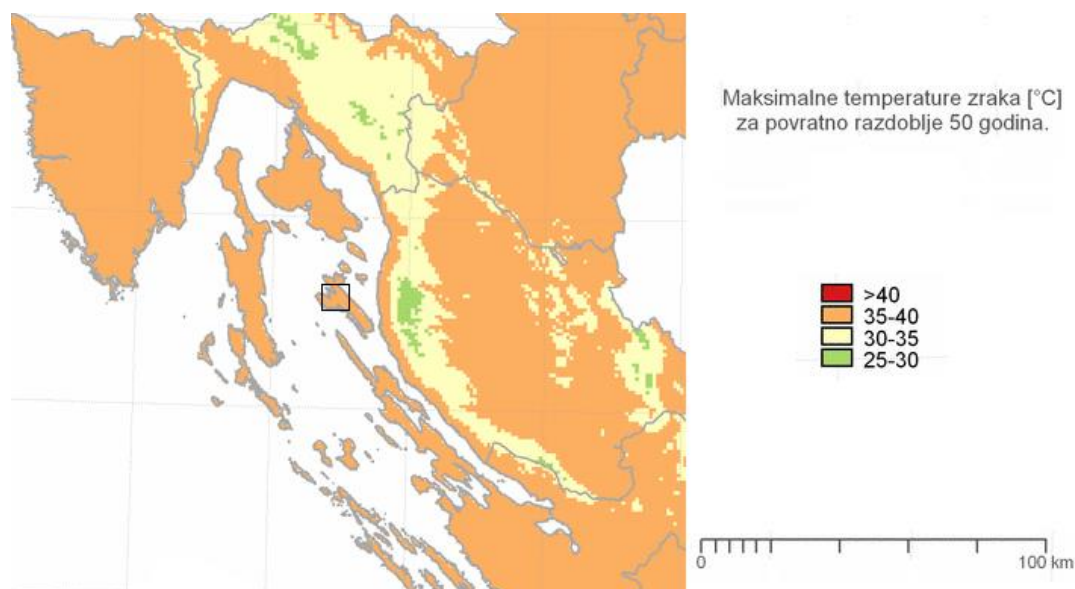 Maksimalne temperature zraka [°C]
za povratno razdoblje 50 godina.
>40
35-40
30-35
25-30
0
100 km